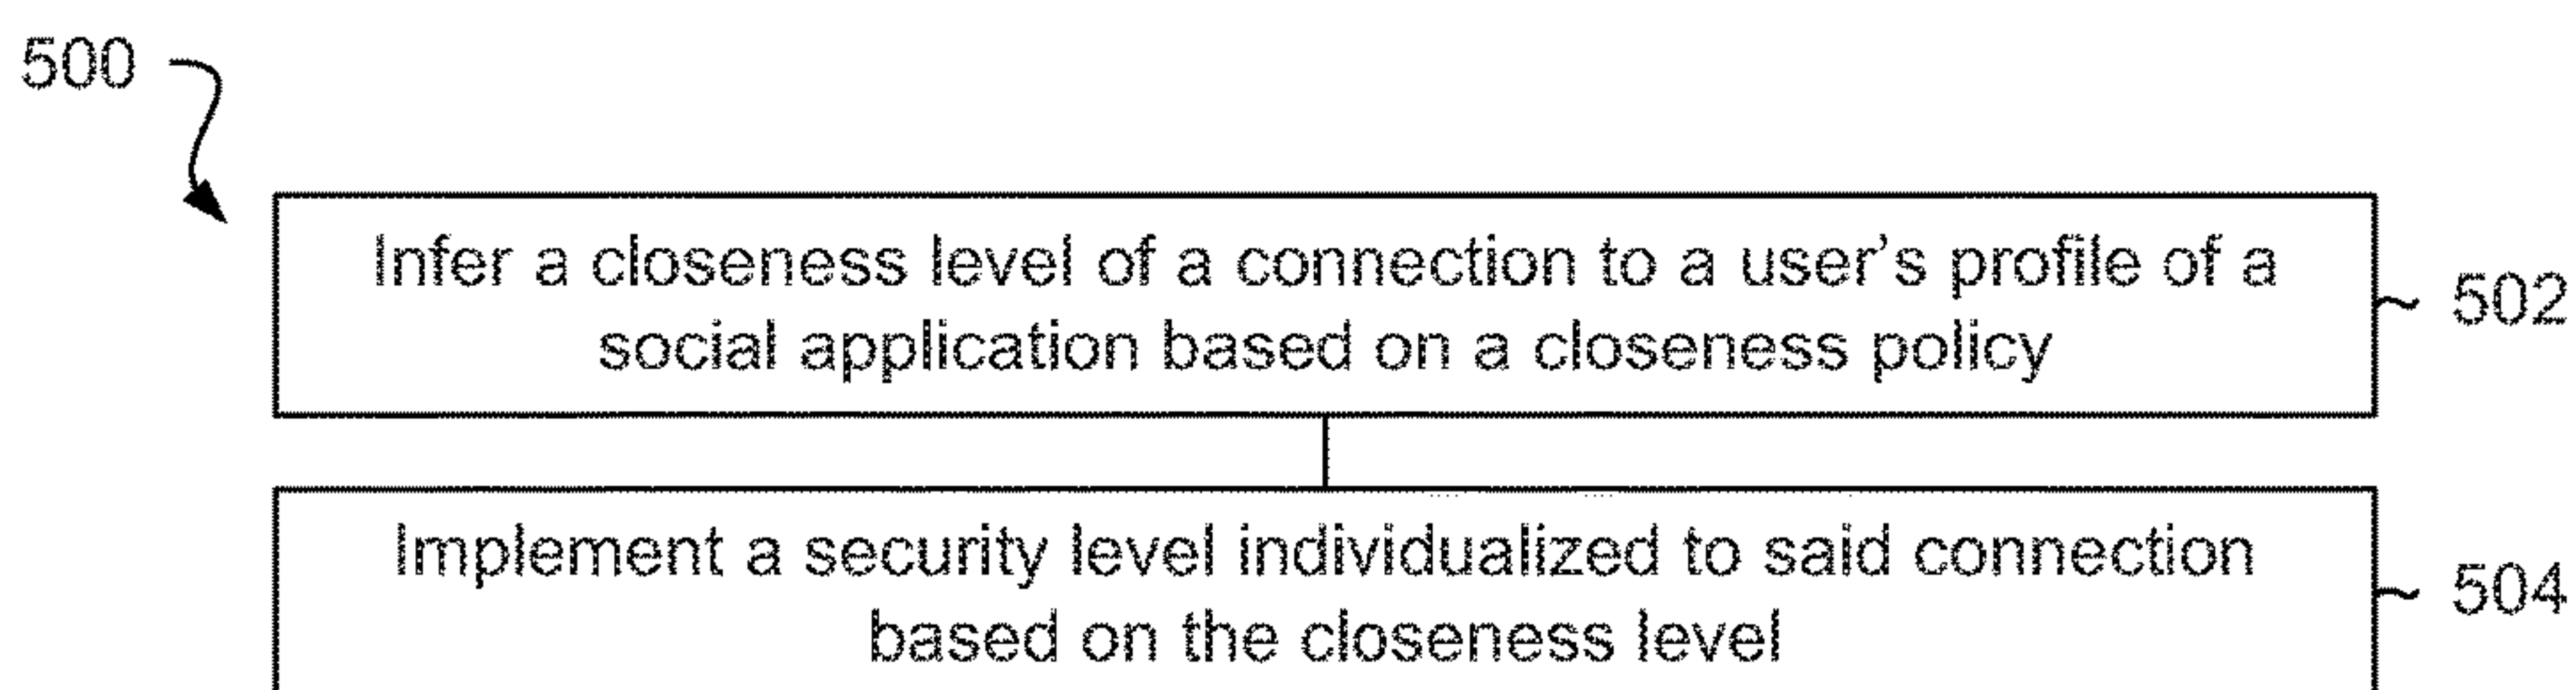 500
Infer a closeness level of a connection to a user's profile of a
social application based on a closeness policy
502
Implement a security level individualized to said connection
based on the closeness level
504